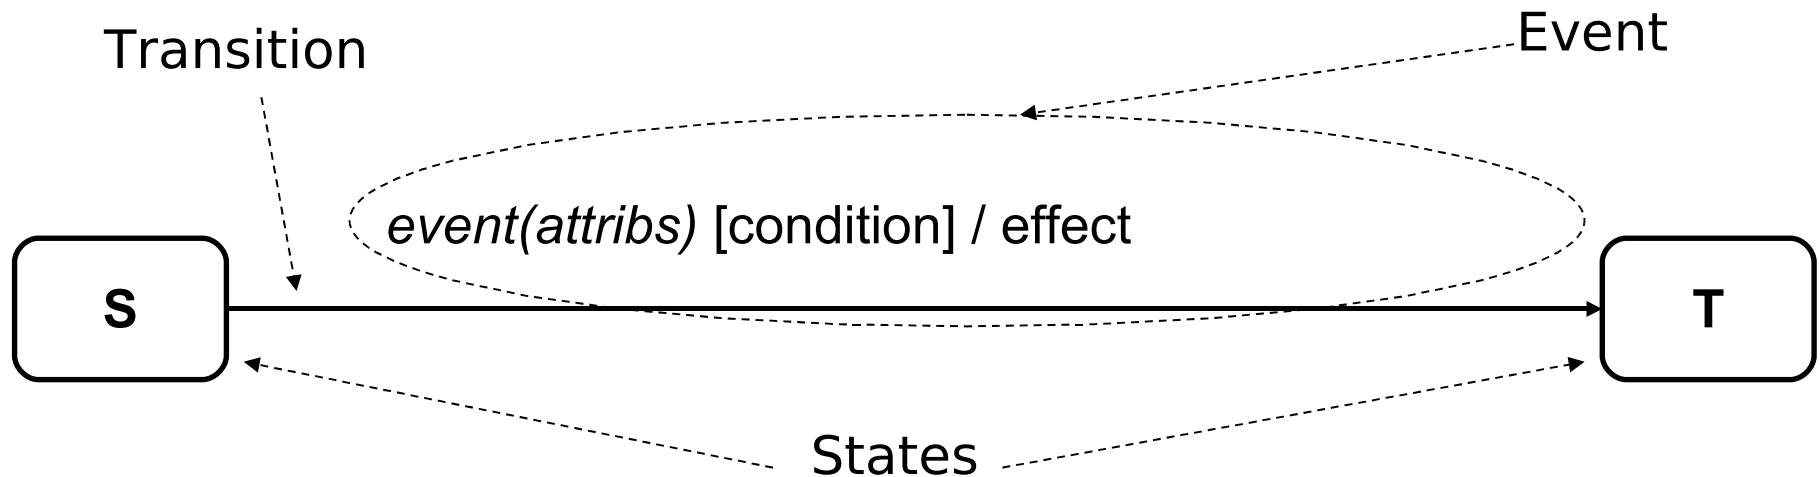 Transition
Event
event(attribs) [condition] / effect
S
T
States